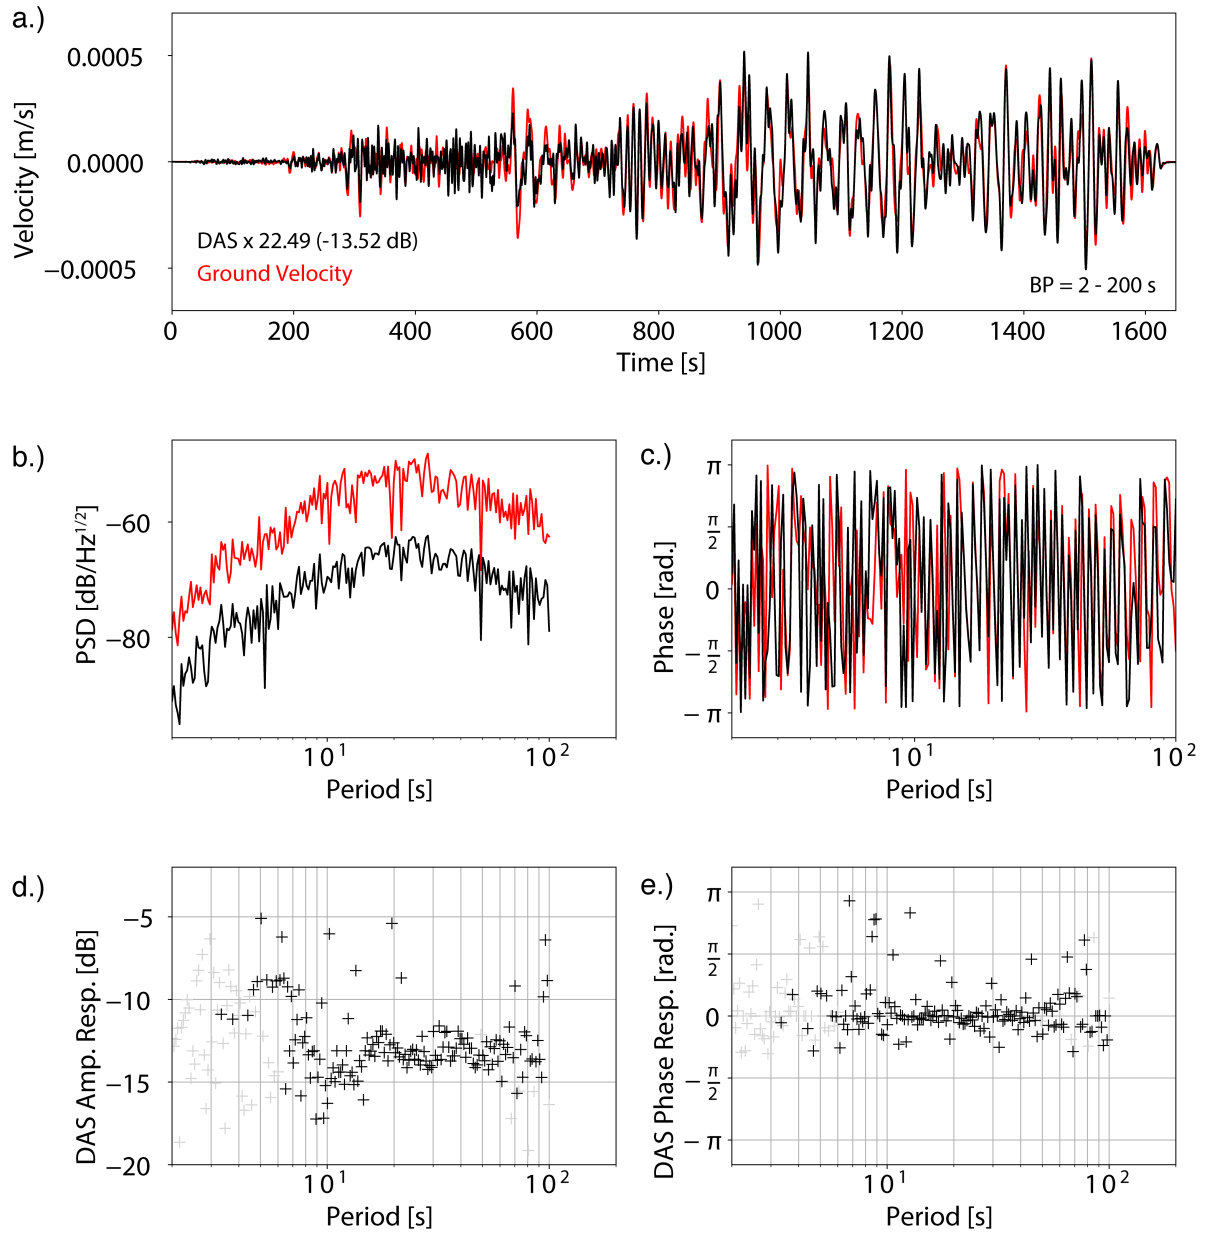 a.)
0.0005
0.0000
−0.0005
Velocity [m/s]
DAS x 22.49 (-13.52 dB)
Ground Velocity
BP = 2 - 200 s
0 200 400 600 800 1000 1200 1400 1600
Time [s]
b.)
−60
−80
PSD [dB/Hz^1/2]
10^1 10^2
Period [s]
c.)
π
π/2
0
− π/2
− π
Phase [rad.]
10^1 10^2
Period [s]
d.)
−5
−10
−15
−20
DAS Amp. Resp. [dB]
10^1 10^2
Period [s]
e.)
π
π/2
0
− π/2
− π
DAS Phase Resp. [rad.]
10^1 10^2
Period [s]